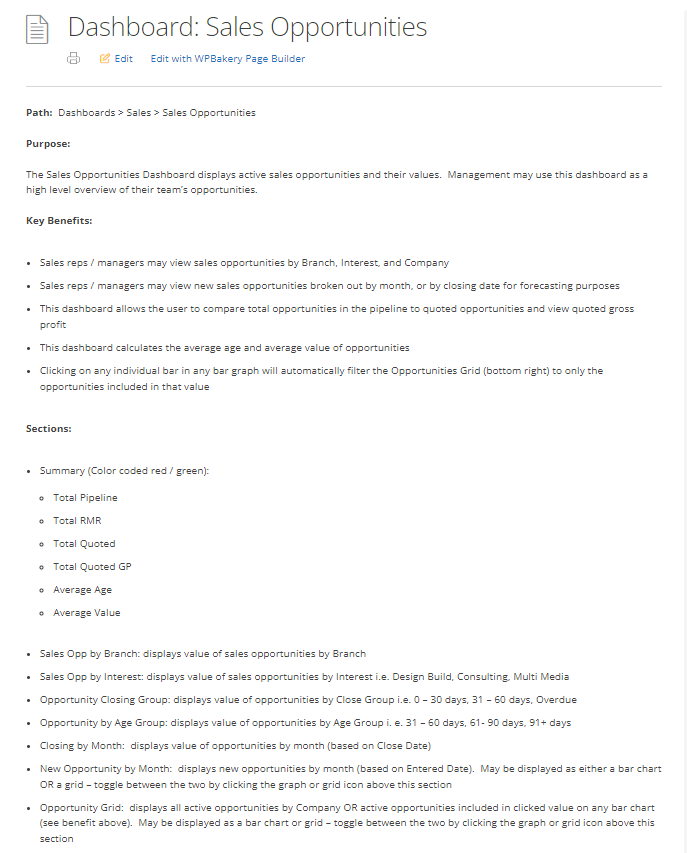 Dashboard: Sales Opportunities
Edit Edit with WPBakery Page Builder
Path: Dashboards > Sales > Sales Opportunities
Purpose:
The Sales Opportunities Dashboard displays active sales opportunities and their values. Management may use this dashboard as a
high level overview of their team's opportunities.
Key Benefits:
• Sales reps / managers may view sales opportunities by Branch, Interest, and Company
• Sales reps / managers may view new sales opportunities broken out by month, or by closing date for forecasting purposes
• This dashboard allows the user to compare total opportunities in the pipeline to quoted opportunities and view quoted gross
profit
• This dashboard calculates the average age and average value of opportunities
• Clicking on any individual bar in any bar graph will automatically filter the Opportunities Grid (bottom right) to only the
opportunities included in that value
Sections:
• Summary (Color coded red / green):
o Total Pipeline
o Total RMR
o Total Quoted
o Total Quoted GP
o Average Age
o Average Value
• Sales Opp by Branch: displays value of sales opportunities by Branch
• Sales Opp by Interest: displays value of sales opportunities by Interest i.e. Design Build, Consulting, Multi Media
• Opportunity Closing Group: displays value of opportunities by Close Group i.e. 0 – 30 days, 31 – 60 days, Overdue
• Opportunity by Age Group: displays value of opportunities by Age Group i. e. 31 – 60 days, 61- 90 days, 91+ days
• Closing by Month: displays value of opportunities by month (based on Close Date)
• New Opportunity by Month: displays new opportunities by month (based on Entered Date). May be displayed as either a bar chart
OR a grid – toggle between the two by clicking the graph or grid icon above this section
• Opportunity Grid: displays all active opportunities by Company OR active opportunities included in clicked value on any bar chart
(see benefit above). May be displayed as a bar chart or grid – toggle between the two by clicking the graph or grid icon above this
section